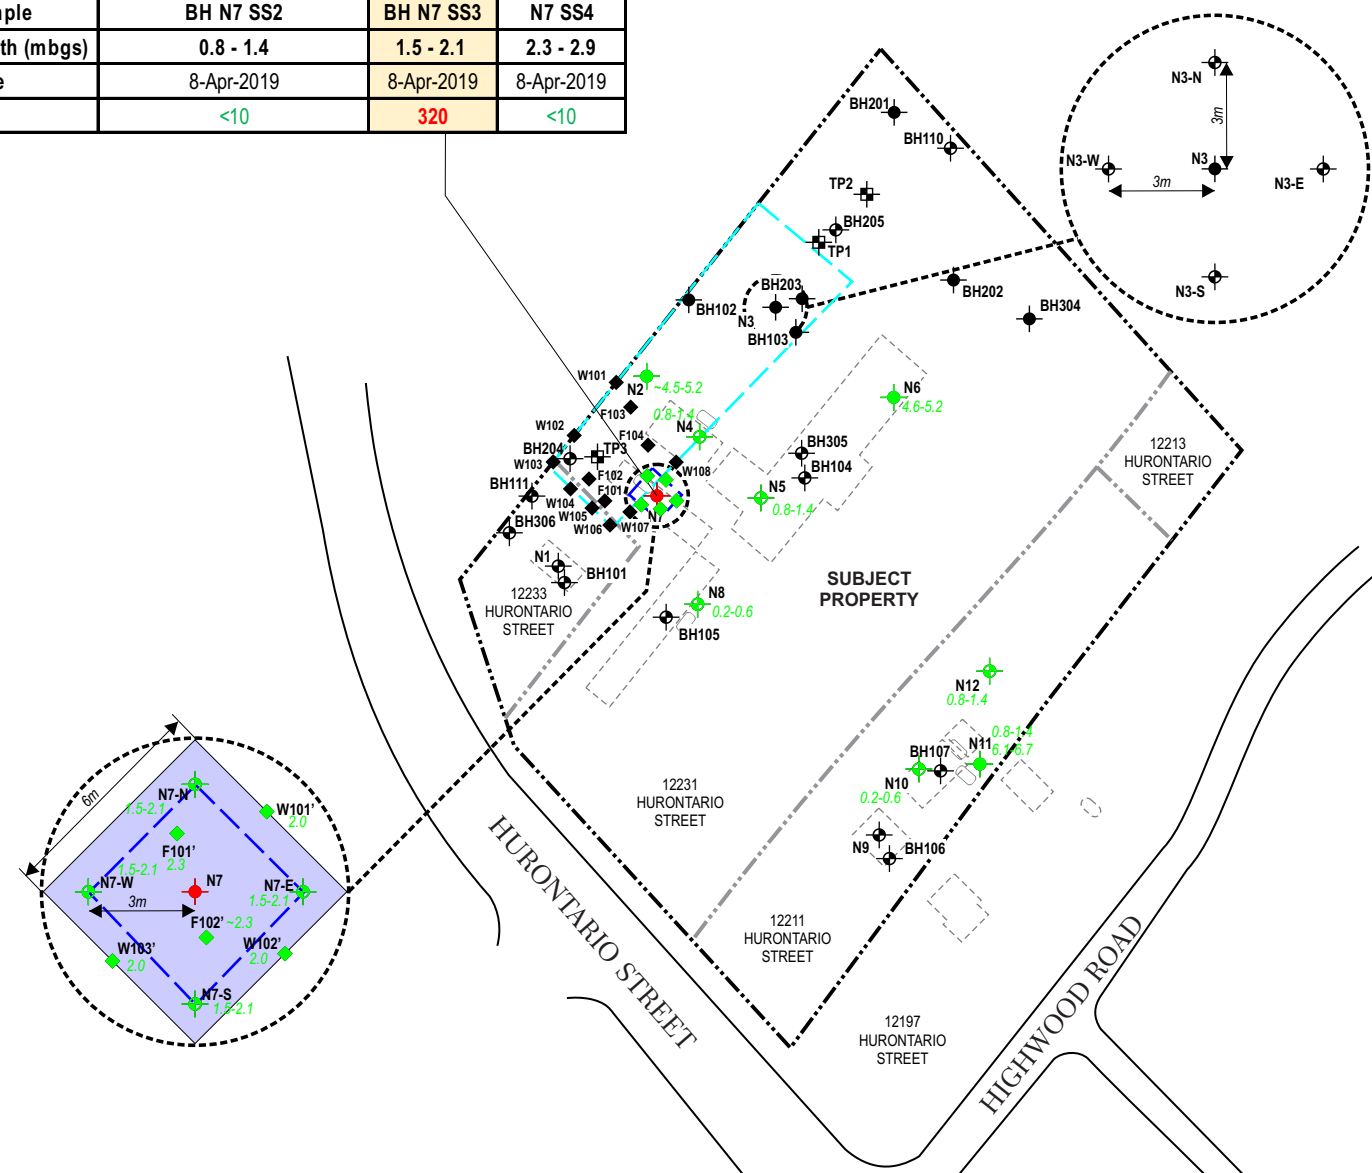 mple BH N7 SS2 BH N7 SS3 N7 SS4
th (mbgs) 0.8 - 1.4 1.5 - 2.1 2.3 - 2.9
e 8-Apr-2019 8-Apr-2019 8-Apr-2019
<10 320 <10
N3-N
3m
N3-W
N3
3m
N3-E
N3-S
BH201
BH110
TP2
BH205
TP1
BH203
BH102
N3
BH103
BH202
BH304
W101
N2
~4.5-5.2
F103
0.8-1.4
N4
N6
4.6-5.2
W102
F104
BH204
TP3
W103
W108
BH305
BH104
F102
BH111
F101
N5
0.8-1.4
W104
W105
N7
BH306
W106
W107
12213
HURONTARIO
STREET
N1
BH101
12233
HURONTARIO
STREET
N8
0.2-0.6
BH105
SUBJECT
PROPERTY
N12
0.8-1.4
0.8-1.4
N11
6.1-6.7
BH107
N10
0.2-0.6
N9
BH106
12231
HURONTARIO
STREET
12211
HURONTARIO
STREET
12197
HURONTARIO
STREET
HURONTARIO STREET
HIGHWOOD ROAD
6m
N7-N
1.5-2.1
W101'
2.0
F101'
2.3
1.5-2.1
N7-W
N7
N7-E
1.5-2.1
3m
F102' ~2.3
W103'
2.0
W102'
2.0
N7-S
1.5-2.1